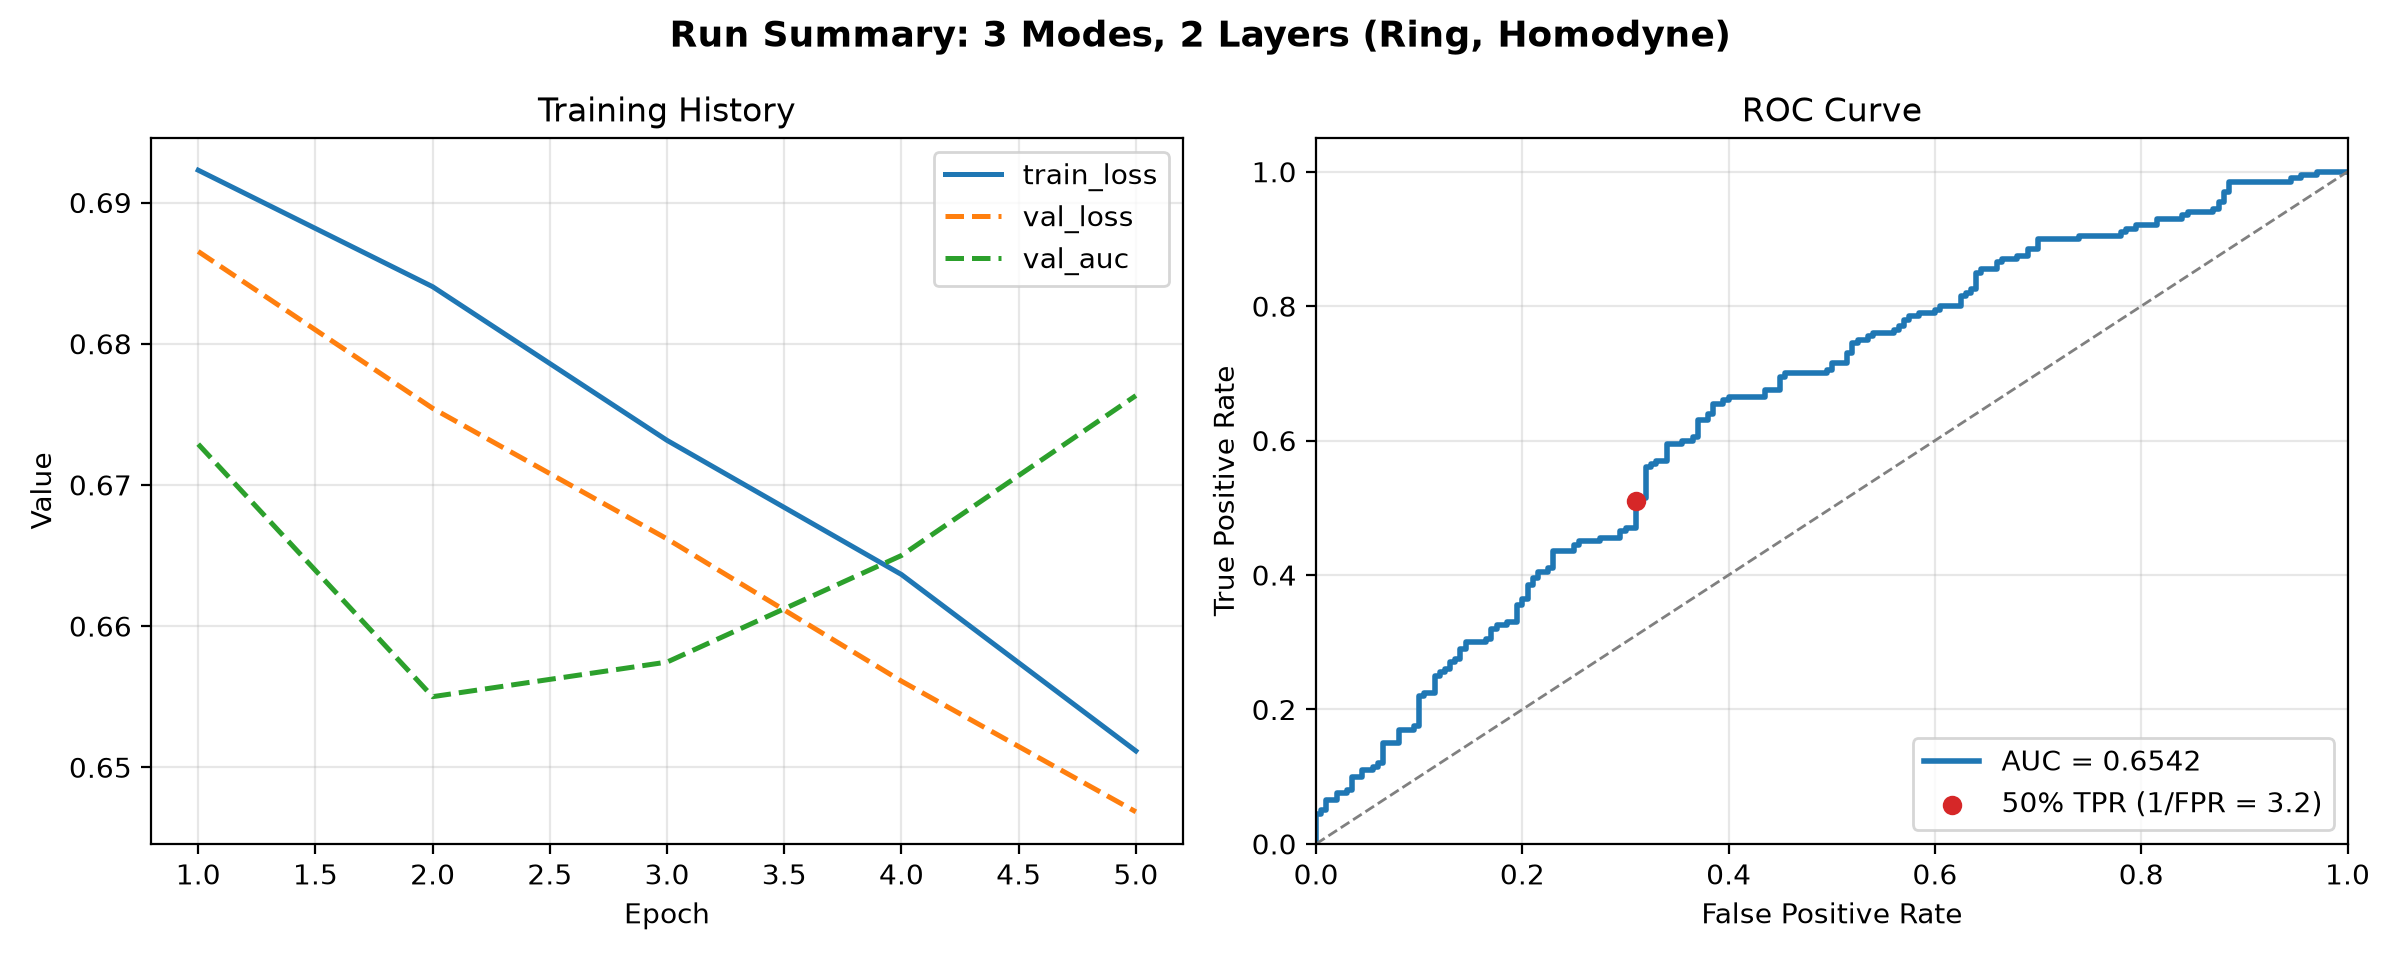 Run Summary: 3 Modes, 2 Layers (Ring, Homodyne)
Training History
Value
0.69
0.68
0.67
0.66
0.65
train_loss
val_loss
val_auc
1.0 1.5 2.0 2.5 3.0 3.5 4.0 4.5 5.0
Epoch
ROC Curve
True Positive Rate
1.0
0.8
0.6
0.4
0.2
0.0
AUC = 0.6542
50% TPR (1/FPR = 3.2)
0.0 0.2 0.4 0.6 0.8 1.0
False Positive Rate